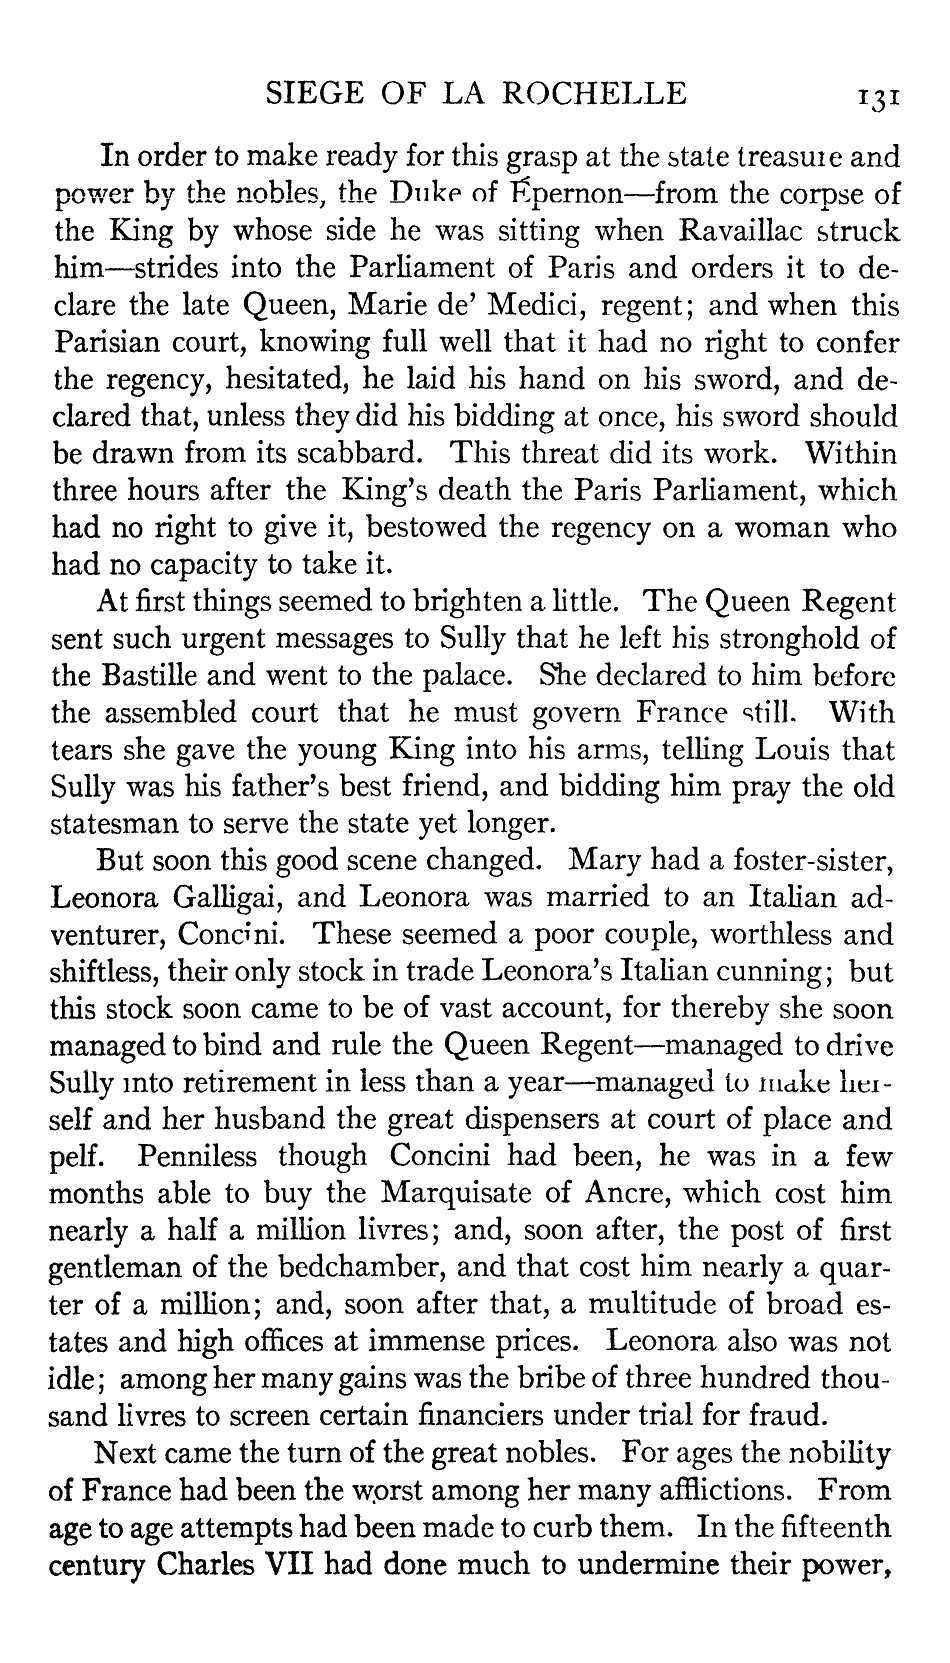 SIEGE OF LA ROCHELLE 131
In order to make ready for this grasp at the state treasure and
power by the nobles, the Duke of Épernon—from the corpse of
the King by whose side he was sitting when Ravaillac struck
him—strides into the Parliament of Paris and orders it to de-
clare the late Queen, Marie de' Medici, regent; and when this
Parisian court, knowing full well that it had no right to confer
the regency, hesitated, he laid his hand on his sword, and de-
clared that, unless they did his bidding at once, his sword should
be drawn from its scabbard. This threat did its work. Within
three hours after the King's death the Paris Parliament, which
had no right to give it, bestowed the regency on a woman who
had no capacity to take it.
At first things seemed to brighten a little. The Queen Regent
sent such urgent messages to Sully that he left his stronghold of
the Bastille and went to the palace. She declared to him before
the assembled court that he must govern France still. With
tears she gave the young King into his arms, telling Louis that
Sully was his father's best friend, and bidding him pray the old
statesman to serve the state yet longer.
But soon this good scene changed. Mary had a foster-sister,
Leonora Galligai, and Leonora was married to an Italian ad-
venturer, Concini. These seemed a poor couple, worthless and
shiftless, their only stock in trade Leonora's Italian cunning; but
this stock soon came to be of vast account, for thereby she soon
managed to bind and rule the Queen Regent—managed to drive
Sully into retirement in less than a year—managed to make her-
self and her husband the great dispensers at court of place and
pelf. Penniless though Concini had been, he was in a few
months able to buy the Marquisate of Ancre, which cost him
nearly a half a million livres; and, soon after, the post of first
gentleman of the bedchamber, and that cost him nearly a quar-
ter of a million; and, soon after that, a multitude of broad es-
tates and high offices at immense prices. Leonora also was not
idle; among her many gains was the bribe of three hundred thou-
sand livres to screen certain financiers under trial for fraud.
Next came the turn of the great nobles. For ages the nobility
of France had been the worst among her many afflictions. From
age to age attempts had been made to curb them. In the fifteenth
century Charles VII had done much to undermine their power,